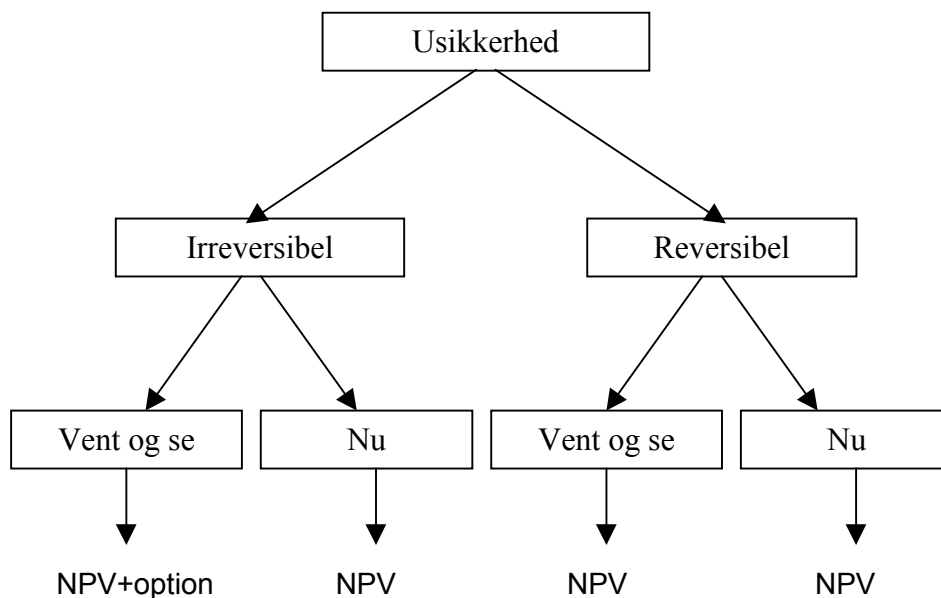 Usikkerhed
Irreversibel
Reversibel
Vent og se
Nu
Vent og se
Nu
NPV+option
NPV
NPV
NPV